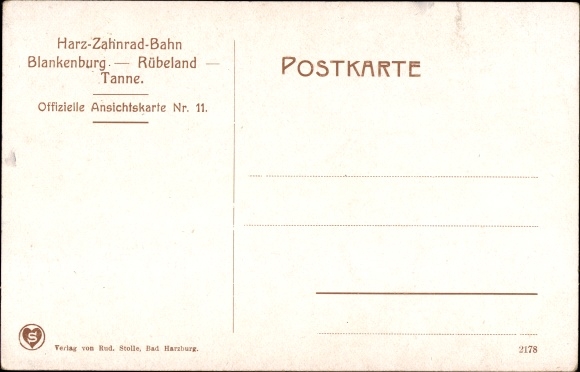 Harz-Zahnrad-Bahn
Blankenburg — Rübeland —
Tanne.
Offizielle Ansichtskarte Nr. 11.
POSTKARTE
S
Verlag von Rud. Stolle, Bad Harzburg.
2178